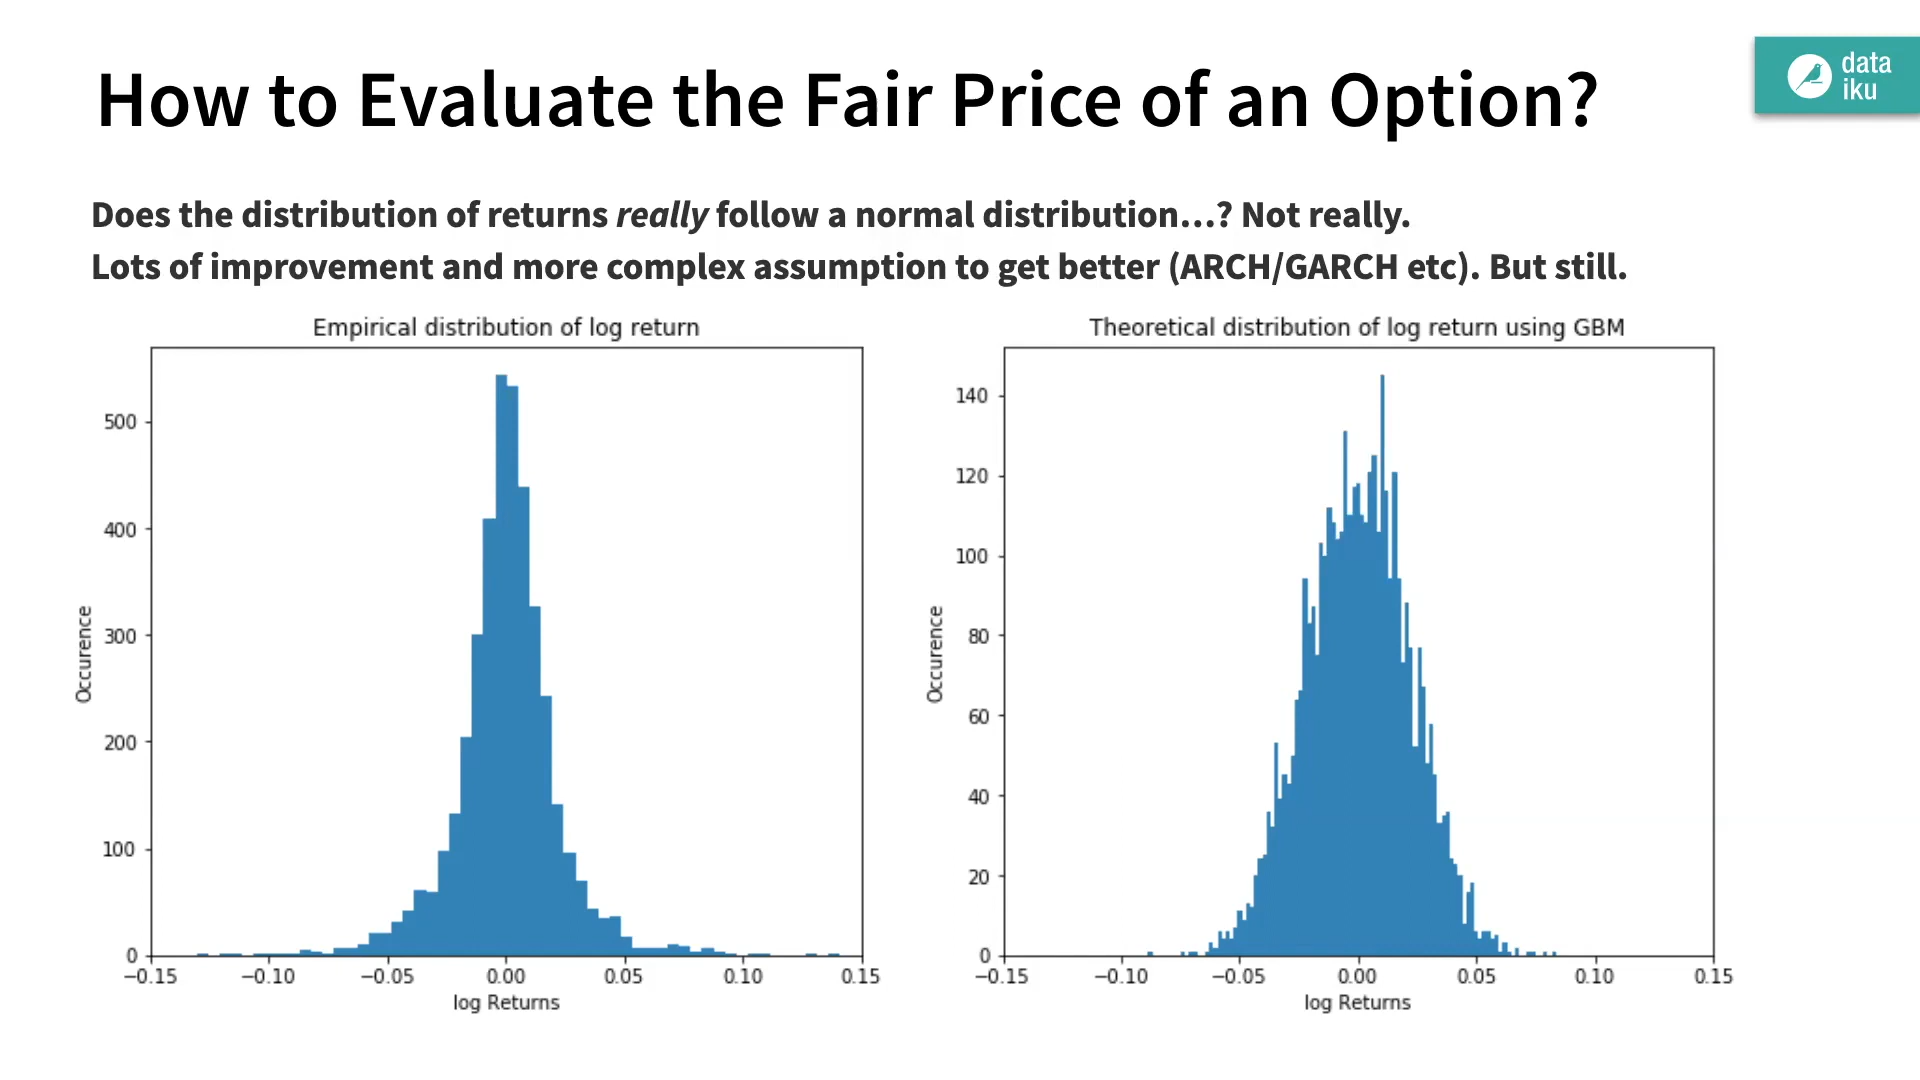 How to Evaluate the Fair Price of an Option?
data
iku
Does the distribution of returns really follow a normal distribution...? Not really.
Lots of improvement and more complex assumption to get better (ARCH/GARCH etc). But still.
Empirical distribution of log return
500
400
300
200
100
0
Occurence
−0.15 −0.10 −0.05 0.00 0.05 0.10 0.15
log Returns
Theoretical distribution of log return using GBM
140
120
100
80
60
40
20
0
Occurence
−0.15 −0.10 −0.05 0.00 0.05 0.10 0.15
log Returns